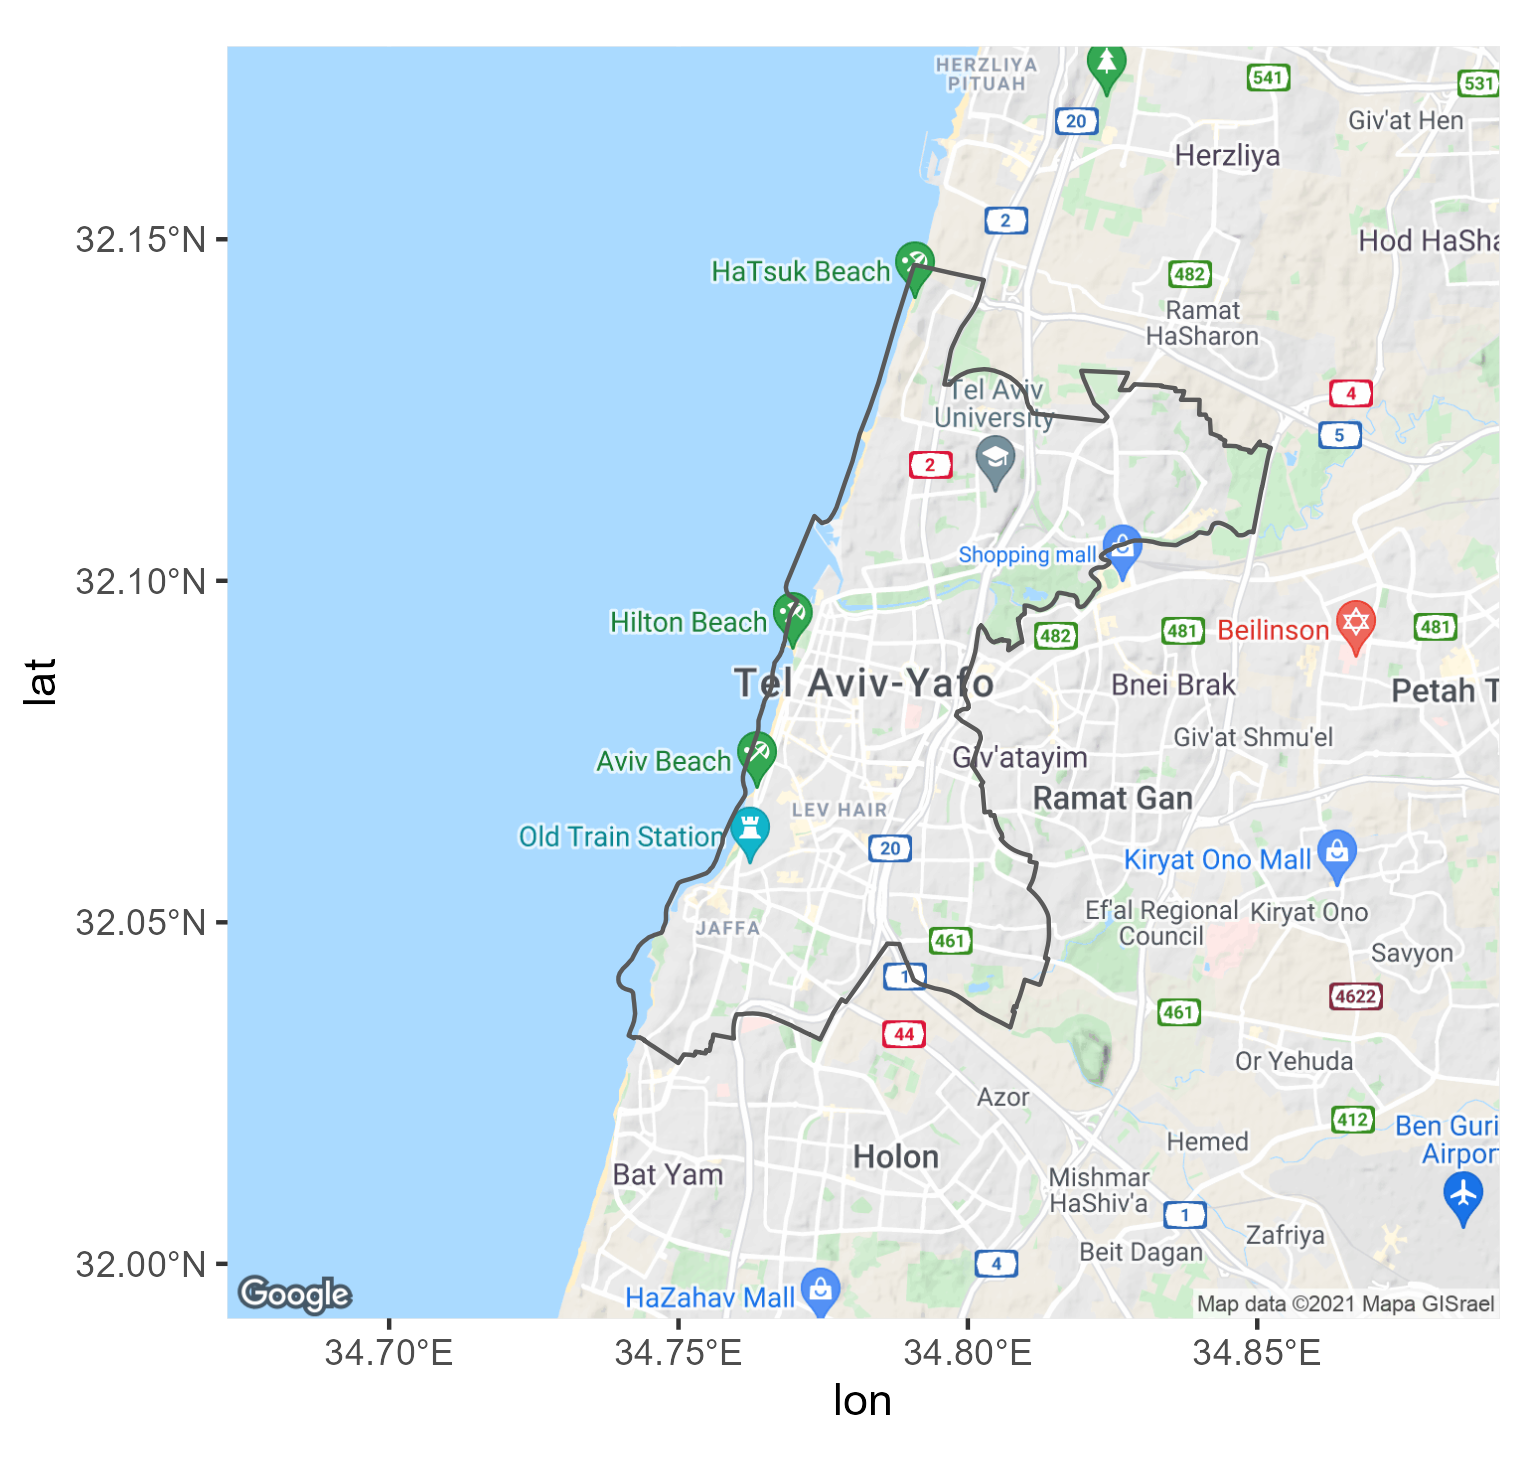 HERZLIYA
PITUAH
541
531
20
Giv'at Hen
Herzliya
2
32.15°N
Hod HaSha
HaTsuk Beach
482
Ramat
HaSharon
Tel Aviv
University
4
5
2
Shopping mall
32.10°N
Hilton Beach
482
481
Beilinson
481
lat
Tel Aviv-Yafo
Bnei Brak
Petah T
Giv'at Shmu'el
Aviv Beach
Giv'atayim
Ramat Gan
LEV HAIR
Old Train Station
20
Kiryat Ono Mall
32.05°N
JAFFA
461
Ef'al Regional
Council
Kiryat Ono
Savyon
1
4622
44
461
Or Yehuda
Azor
412
Ben Guri
Airpor
Hemed
Holon
Bat Yam
Mishmar
HaShiv'a
1
Zafriya
Beit Dagan
32.00°N
4
Google
HaZahav Mall
Map data ©2021 Mapa GISrael
34.70°E
34.75°E
34.80°E
34.85°E
lon